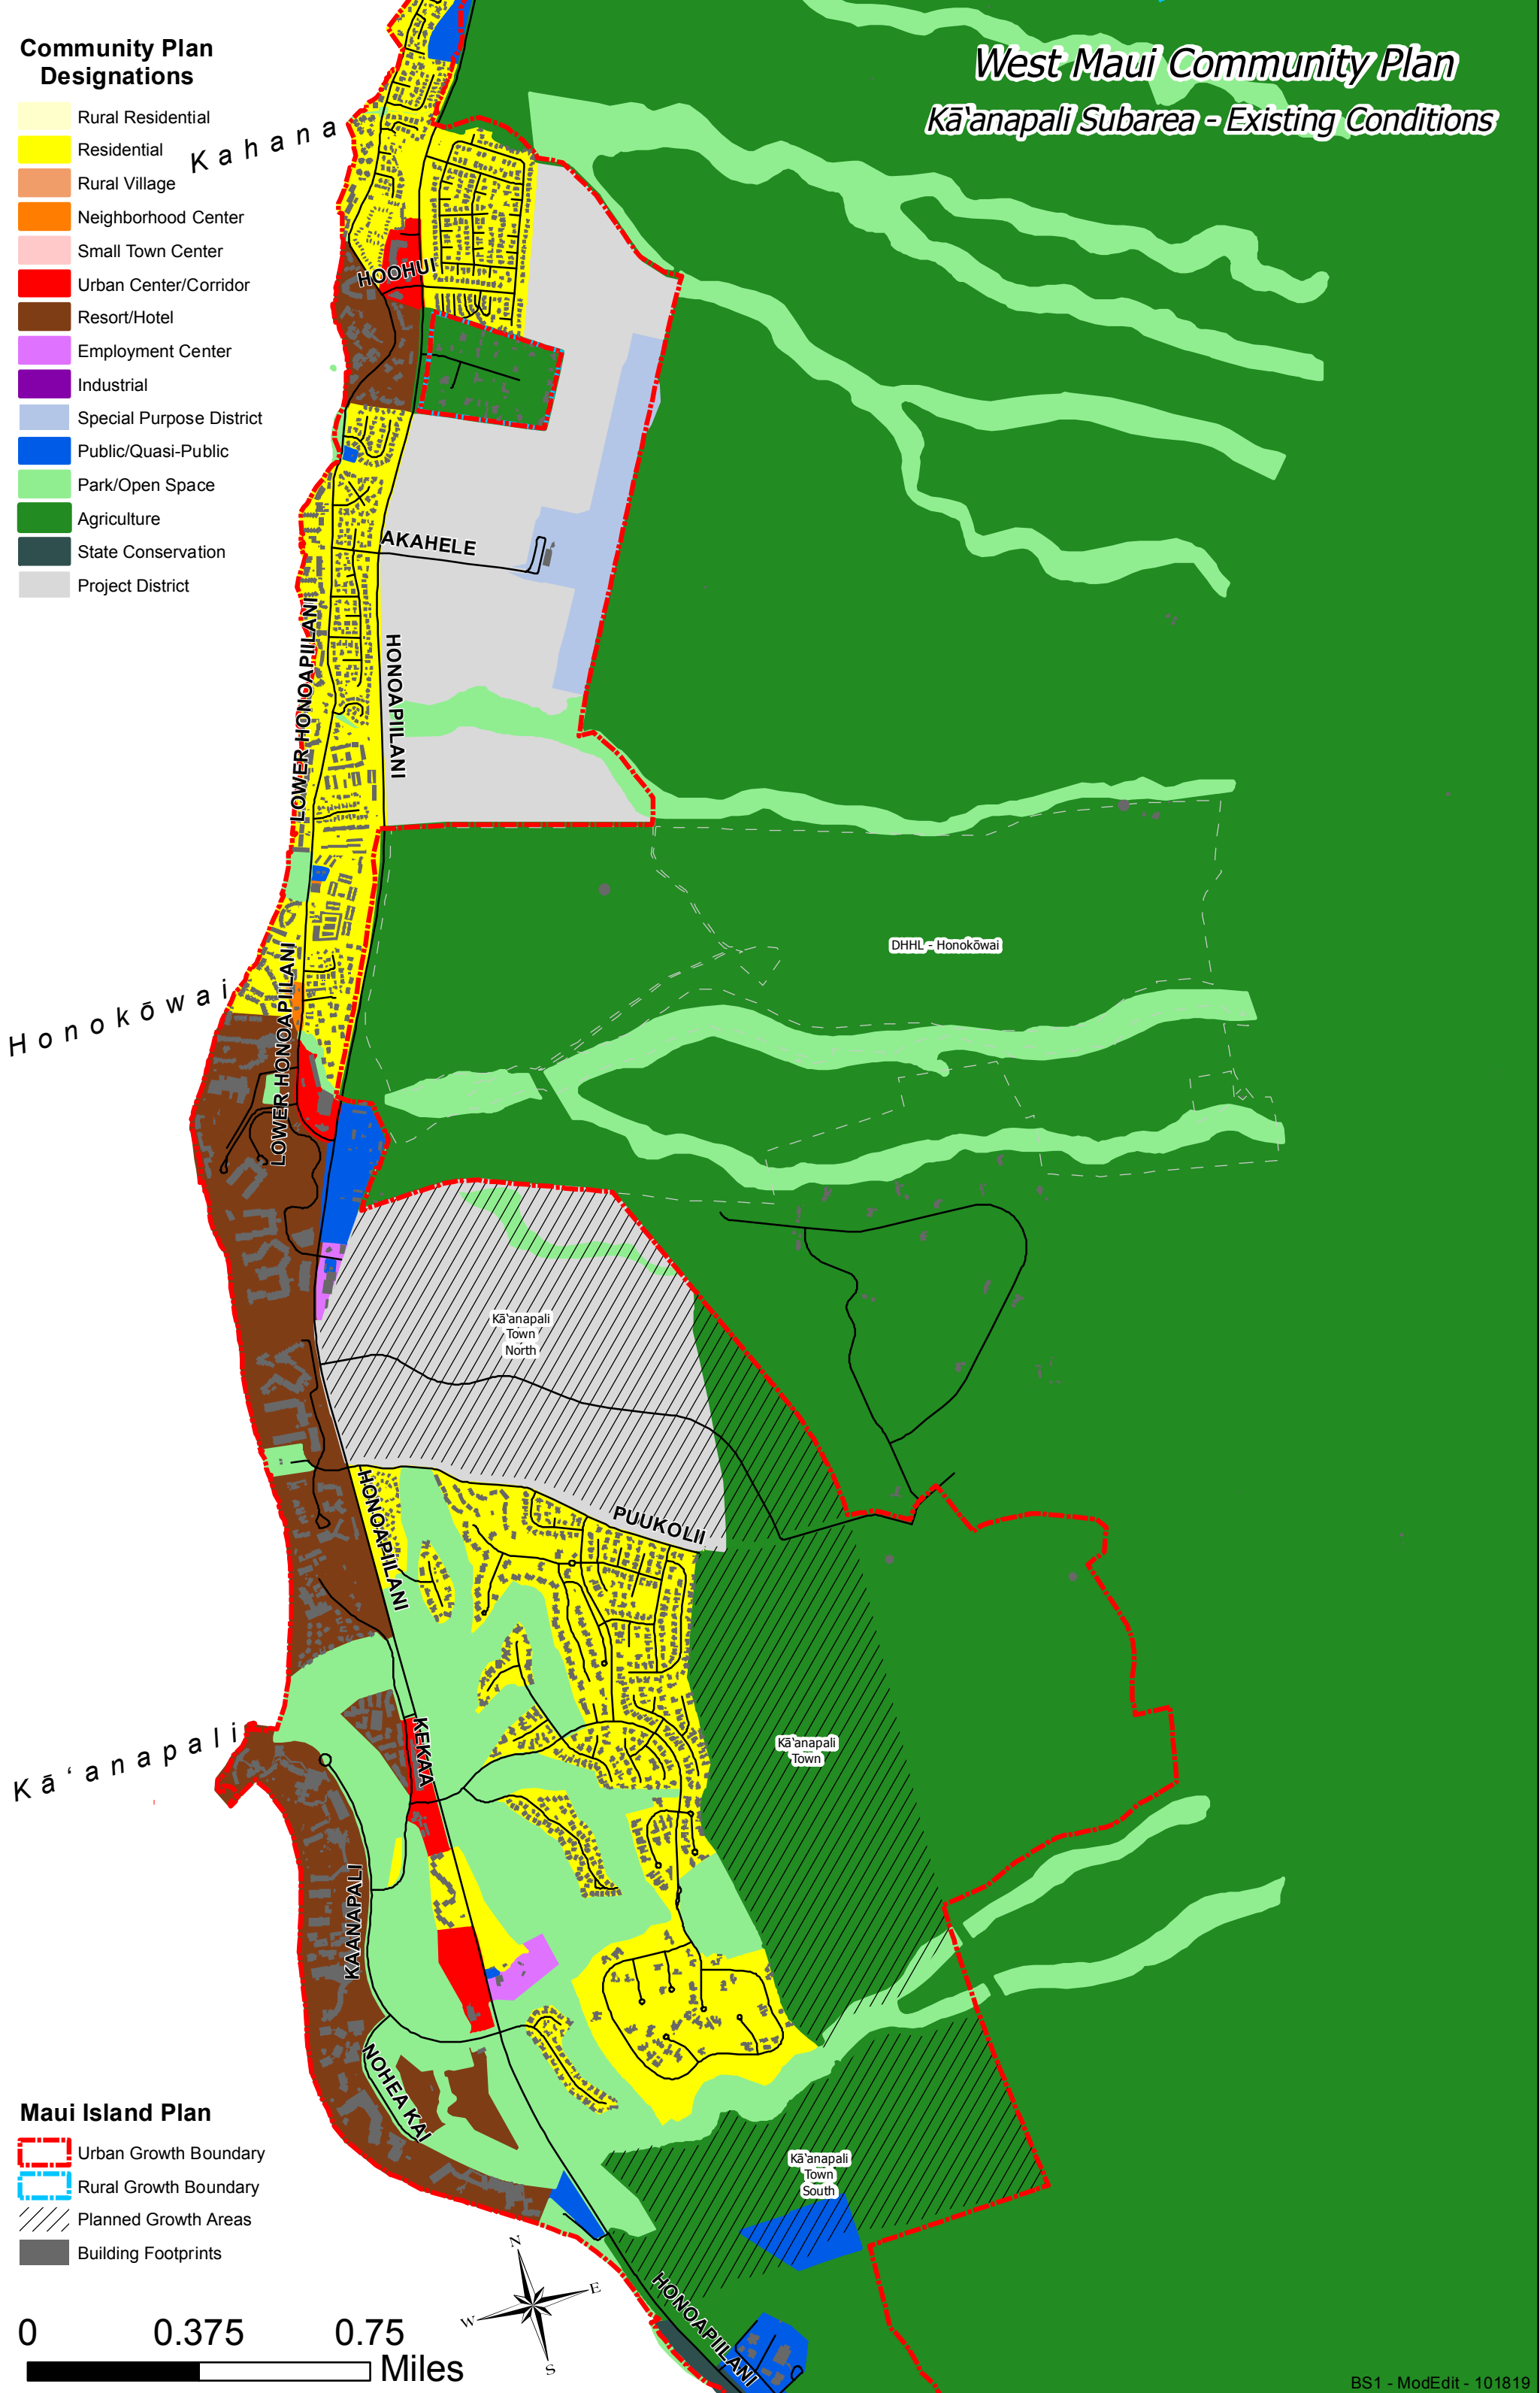 West Maui Community Plan
Kā‘anapali Subarea - Existing Conditions
Community Plan
Designations
Rural Residential
Residential
Rural Village
Neighborhood Center
Small Town Center
Urban Center/Corridor
Resort/Hotel
Employment Center
Industrial
Special Purpose District
Public/Quasi-Public
Park/Open Space
Agriculture
State Conservation
Project District
Kahana
HOOHUI
AKAHELE
LOWER HONOAPIILANI
HONOAPIILANI
DHHL - Honokōwai
Honokōwai
LOWER HONOAPIILANI
Kā‘anapali
Town
North
HONOAPIILANI
PUUKOLII
Kā‘anapali
KEKAA
Kā‘anapali
Town
KAANAPALI
NOHEA KAI
Kā‘anapali
Town
South
HONOAPIILANI
Maui Island Plan
Urban Growth Boundary
Rural Growth Boundary
Planned Growth Areas
Building Footprints
N
E
W
S
0 0.375 0.75
Miles
BS1 - ModEdit - 101819